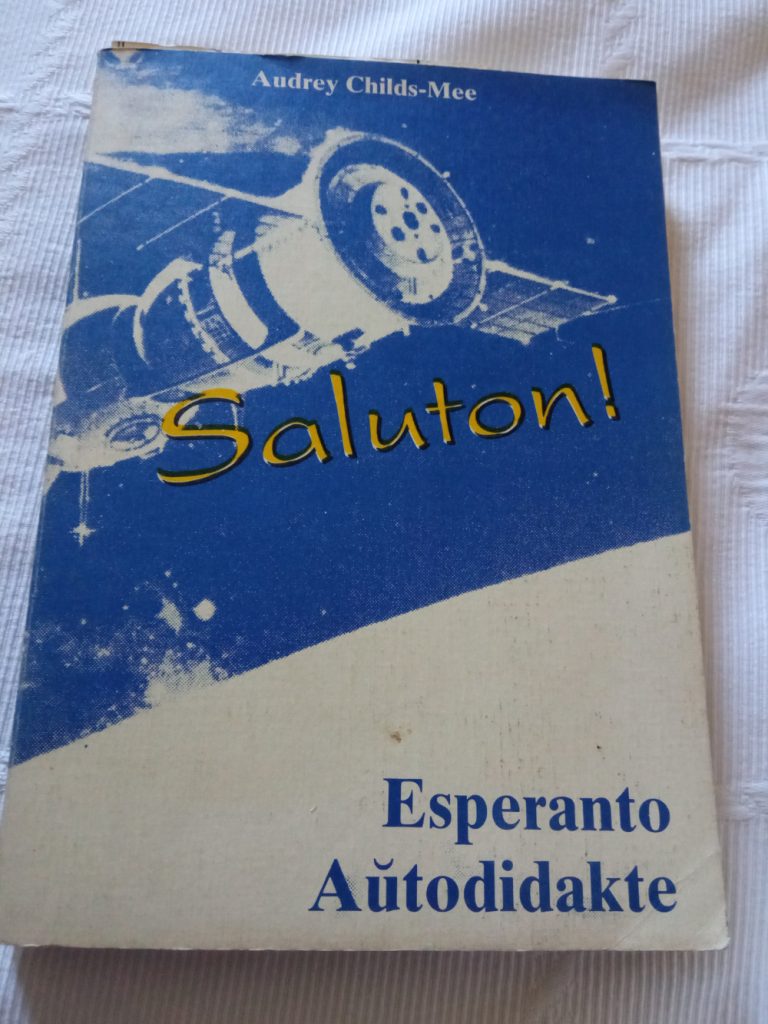 Audrey Childs-Mee
Saluton!
Esperanto
Aŭtodidakte